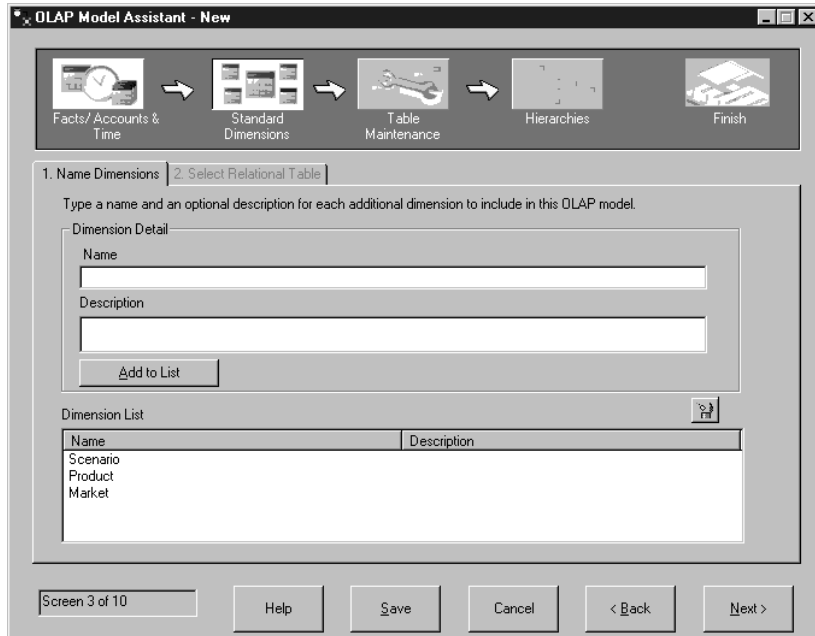 OLAP Model Assistant - New
Facts/Accounts &
Time
Standard
Dimensions
Table
Maintenance
Hierarchies
Finish
1. Name Dimensions
2. Select Relational Table
Type a name and an optional description for each additional dimension to include in this OLAP model.
Dimension Detail
Name
Description
Add to List
Dimension List
Name Description
Scenario
Product
Market
Screen 3 of 10
Help
Save
Cancel
< Back
Next >